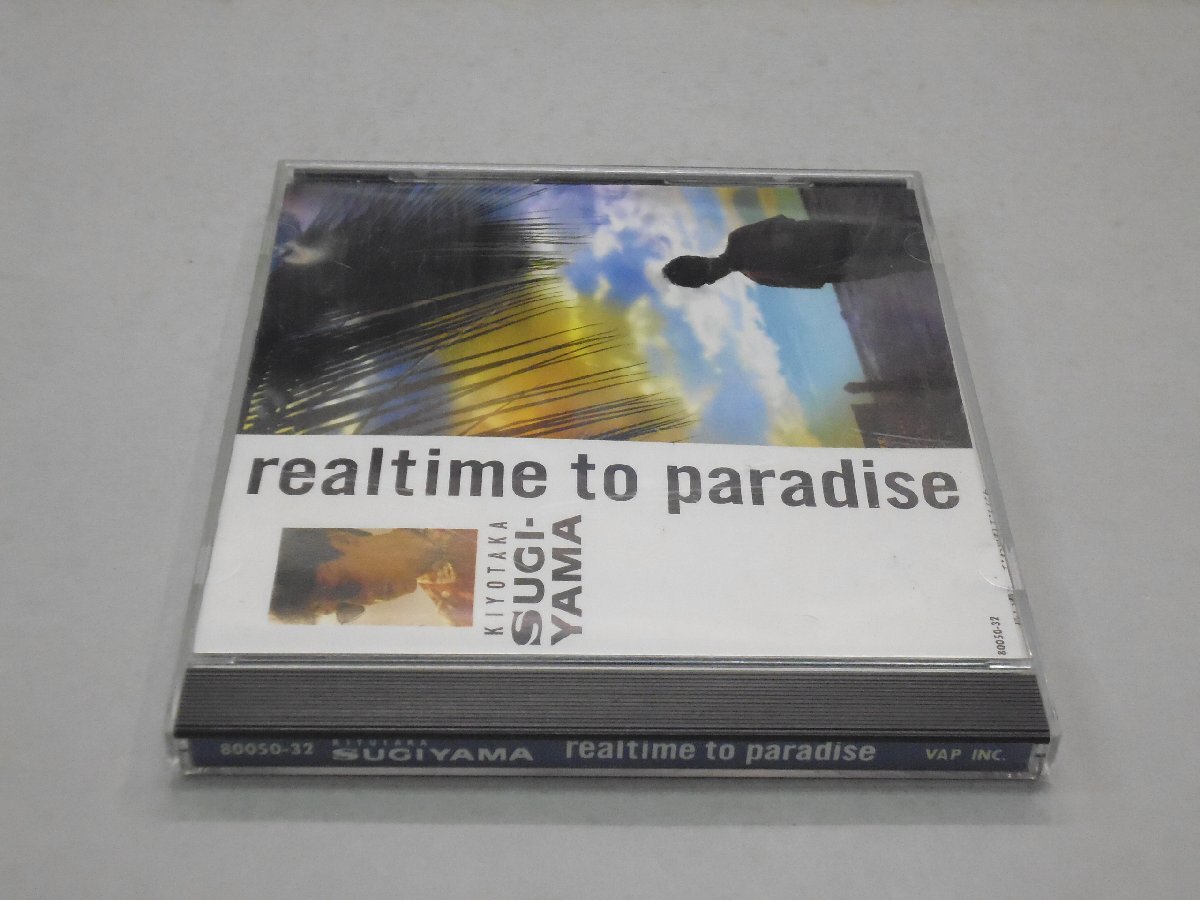 realtime to paradise
KIYOTAKA
SUGI-
YAMA
80050-32
80050-32 KIYOTAKA SUGIYAMA realtime to paradise VAP INC.